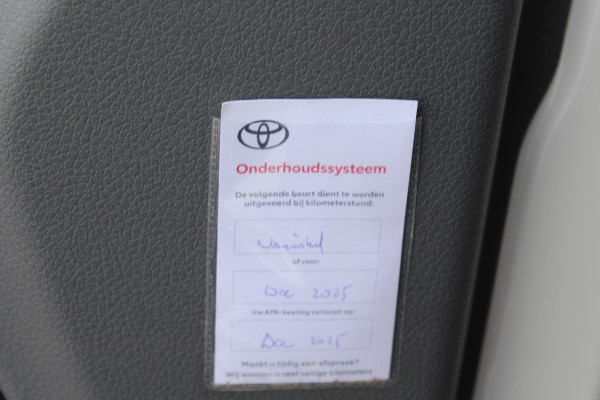 Onderhoudssysteem
De volgende beurt dient te worden
uitgevoerd bij kilometerstand:
of voor:
Dec 2025
Uw APK-keuring verloopt op:
Dec 2025
Maakt u tijdig een afspraak?
Wij wensen u veel veilige kilometers